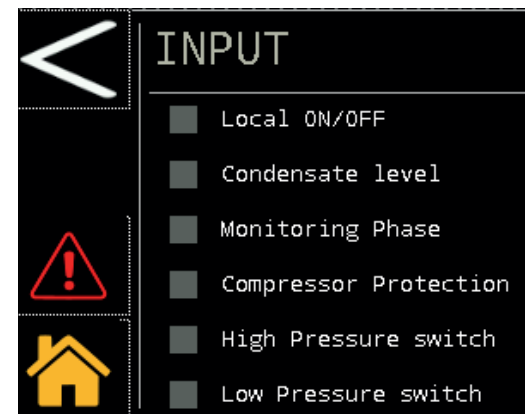 INPUT
Local ON/OFF
Condensate level
Monitoring Phase
Compressor Protection
High Pressure switch
Low Pressure switch